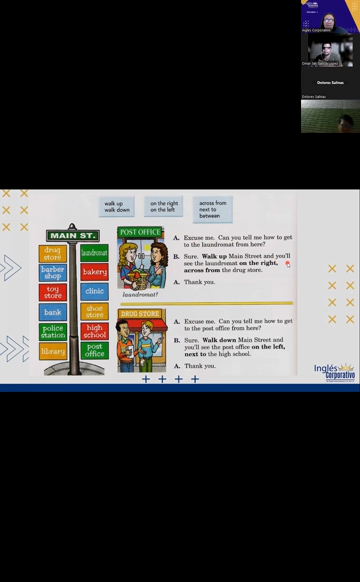 Inglés Corporativo
Dolores Salinas
Dolores Salinas
walk up
walk down
on the right
on the left
across from
next to
between
MAIN ST.
drug
store
laundromat
barber
shop
bakery
toy
store
clinic
bank
shoe
store
police
station
high
school
library
post
office
POST OFFICE
laundromat?
A. Excuse me. Can you tell me how to get
to the laundromat from here?
B. Sure. Walk up Main Street and you'll
see the laundromat on the right,
across from the drug store.
A. Thank you.
DRUG STORE
A. Excuse me. Can you tell me how to get
to the post office from here?
B. Sure. Walk down Main Street and
you'll see the post office on the left,
next to the high school.
A. Thank you.
Inglés
Corporativo